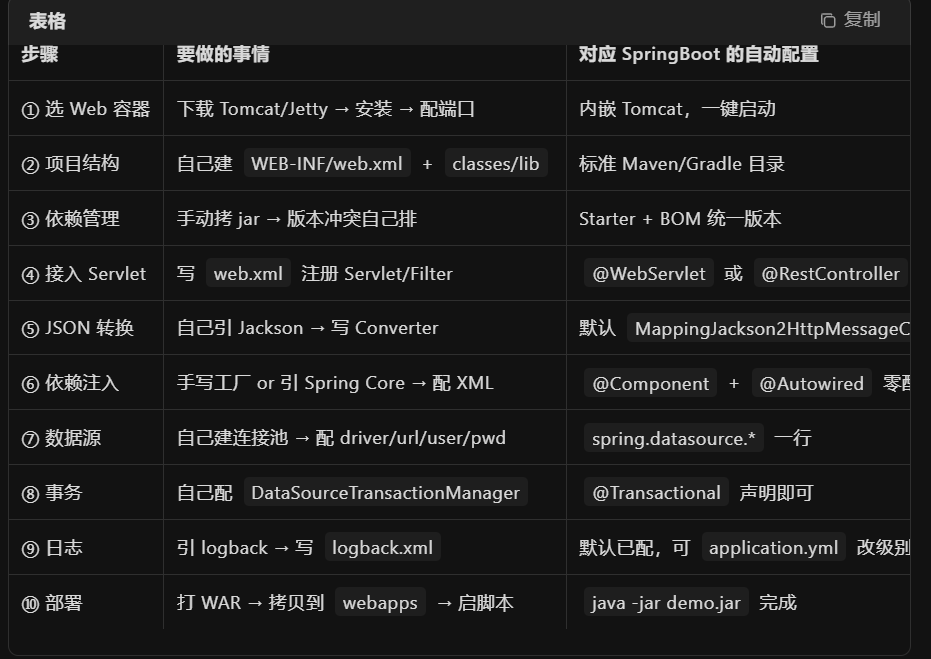 表格 复制
步骤 要做的事情 对应 SpringBoot 的自动配置
① 选 Web 容器 下载 Tomcat/Jetty → 安装 → 配端口 内嵌 Tomcat，一键启动
② 项目结构 自己建 WEB-INF/web.xml + classes/lib 标准 Maven/Gradle 目录
③ 依赖管理 手动拷 jar → 版本冲突自己排 Starter + BOM 统一版本
④ 接入 Servlet 写 web.xml 注册 Servlet/Filter @WebServlet 或 @RestController
⑤ JSON 转换 自己引 Jackson → 写 Converter 默认 MappingJackson2HttpMessageC
⑥ 依赖注入 手写工厂 or 引 Spring Core → 配 XML @Component + @Autowired 零配
⑦ 数据源 自己建连接池 → 配 driver/url/user/pwd spring.datasource.* 一行
⑧ 事务 自己配 DataSourceTransactionManager @Transactional 声明即可
⑨ 日志 引 logback → 写 logback.xml 默认已配，可 application.yml 改级别
⑩ 部署 打 WAR → 拷贝到 webapps → 启脚本 java -jar demo.jar 完成